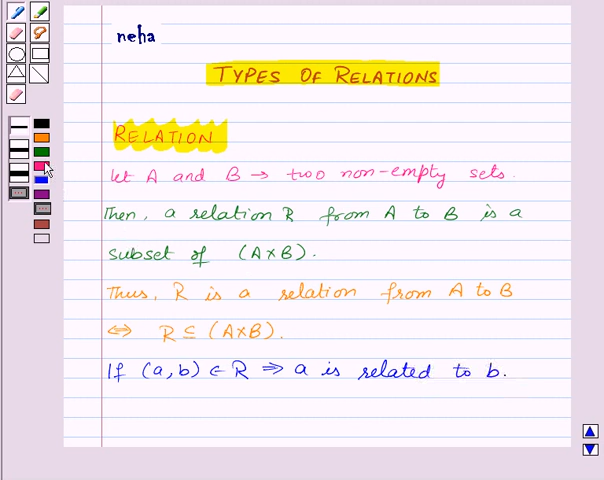 neha
TYPES OF RELATIONS
RELATION
Let A and B → two non-empty sets.
Then, a relation R from A to B is a
subset of (A×B).
Thus, R is a relation from A to B
⇔ R ⊆ (A×B).
If (a,b) ∈ R ⇒ a is related to b.